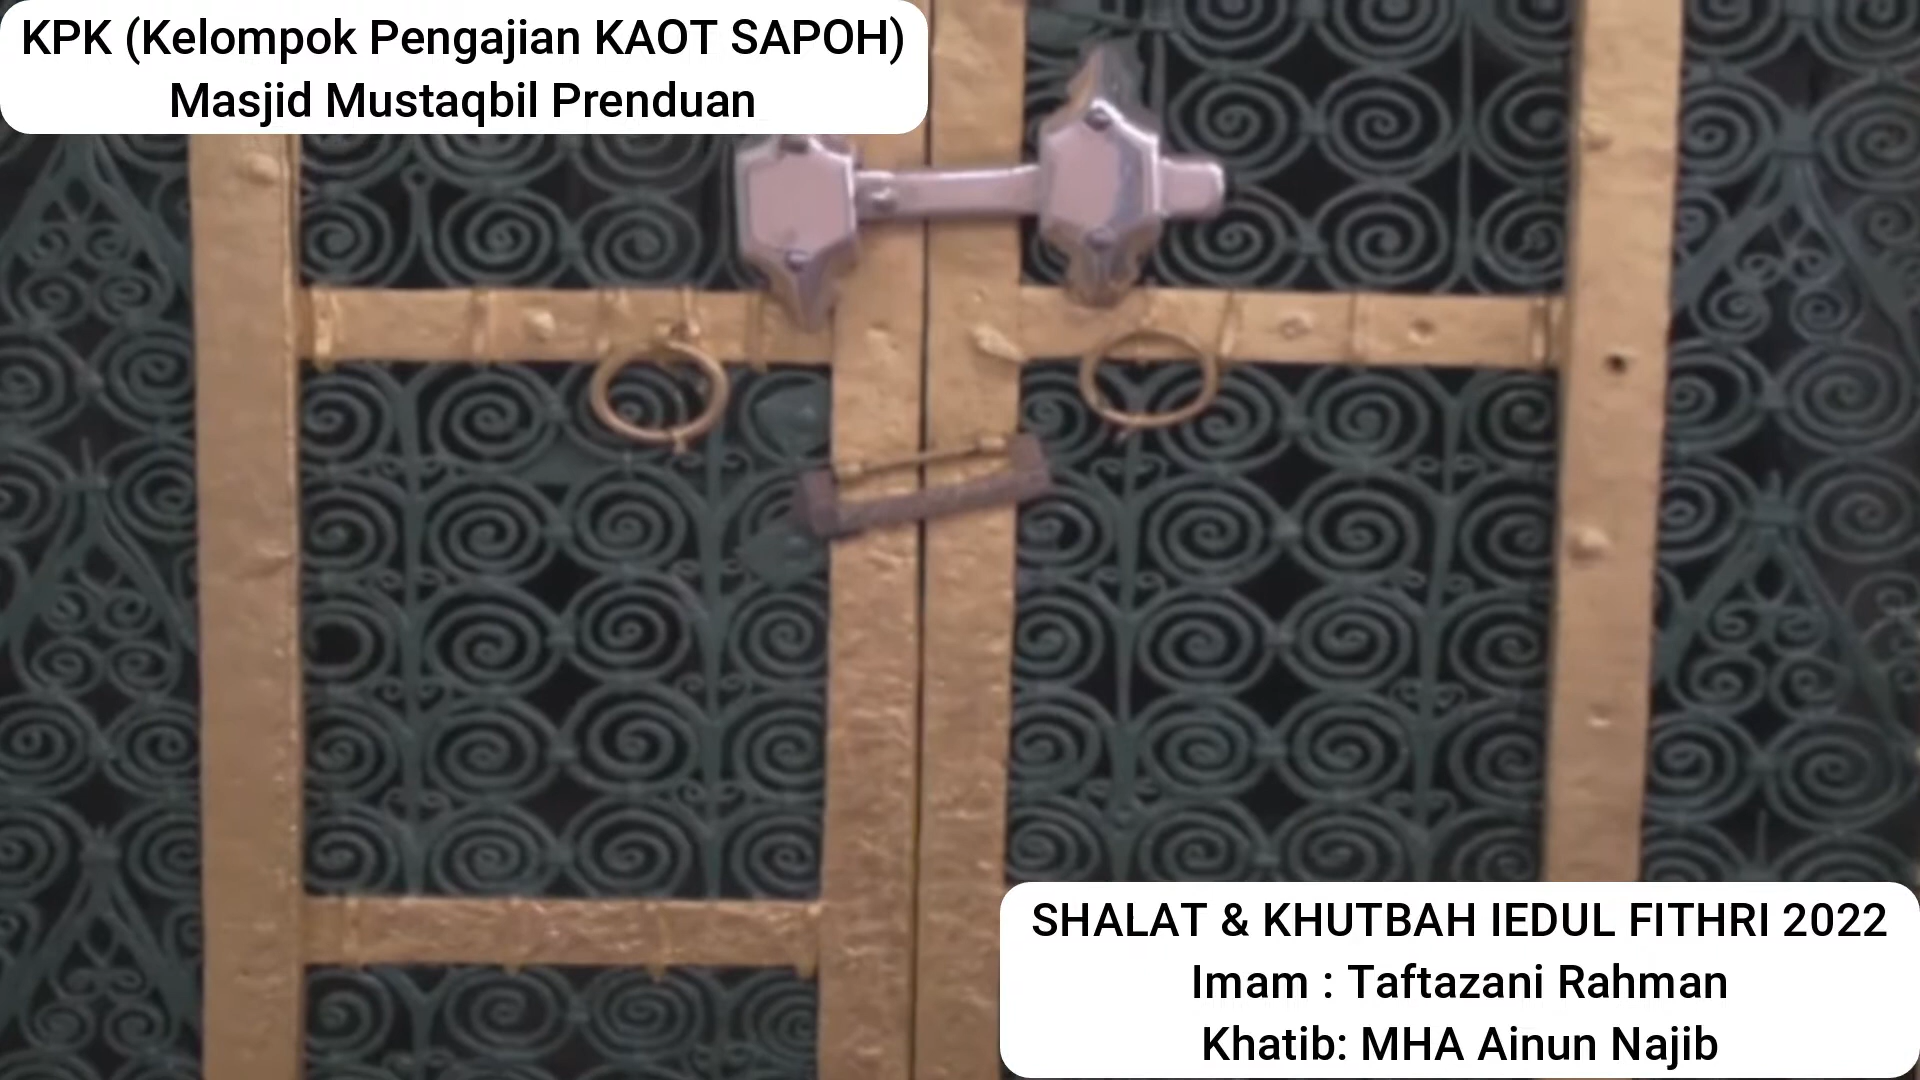 KPK (Kelompok Pengajian KAOT SAPOH)
Masjid Mustaqbil Prenduan
SHALAT & KHUTBAH IEDUL FITHRI 2022
Imam : Taftazani Rahman
Khatib: MHA Ainun Najib